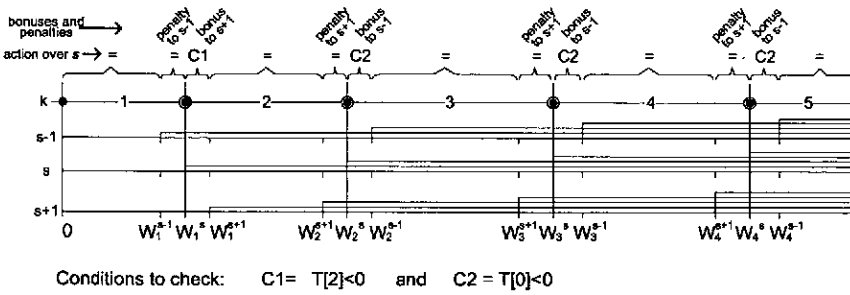 bonuses and
penalties
penalty
to s-1
bonus
to s+1
penalty
to s+1
bonus
to s-1
penalty
to s+1
bonus
to s-1
penalty
to s+1
bonus
to s-1
action over s = = C1 = = C2 = = C2 = = C2 =
k 1 2 3 4 5
s-1
s
s+1
0 W₁ˢ⁻¹ W₁ˢ W₁ˢ⁺¹ W₂ˢ⁺¹ W₂ˢ W₂ˢ⁻¹ W₃ˢ⁺¹ W₃ˢ W₃ˢ⁻¹ W₄ˢ⁺¹ W₄ˢ W₄ˢ⁻¹
Conditions to check: C1= T[2]<0 and C2 = T[0]<0